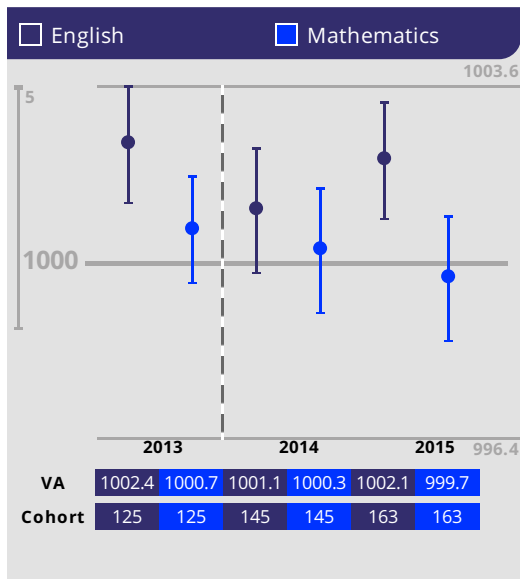 English Mathematics
1003.6
5
1000
2013 2014 2015 996.4
VA 1002.4 1000.7 1001.1 1000.3 1002.1 999.7
Cohort 125 125 145 145 163 163